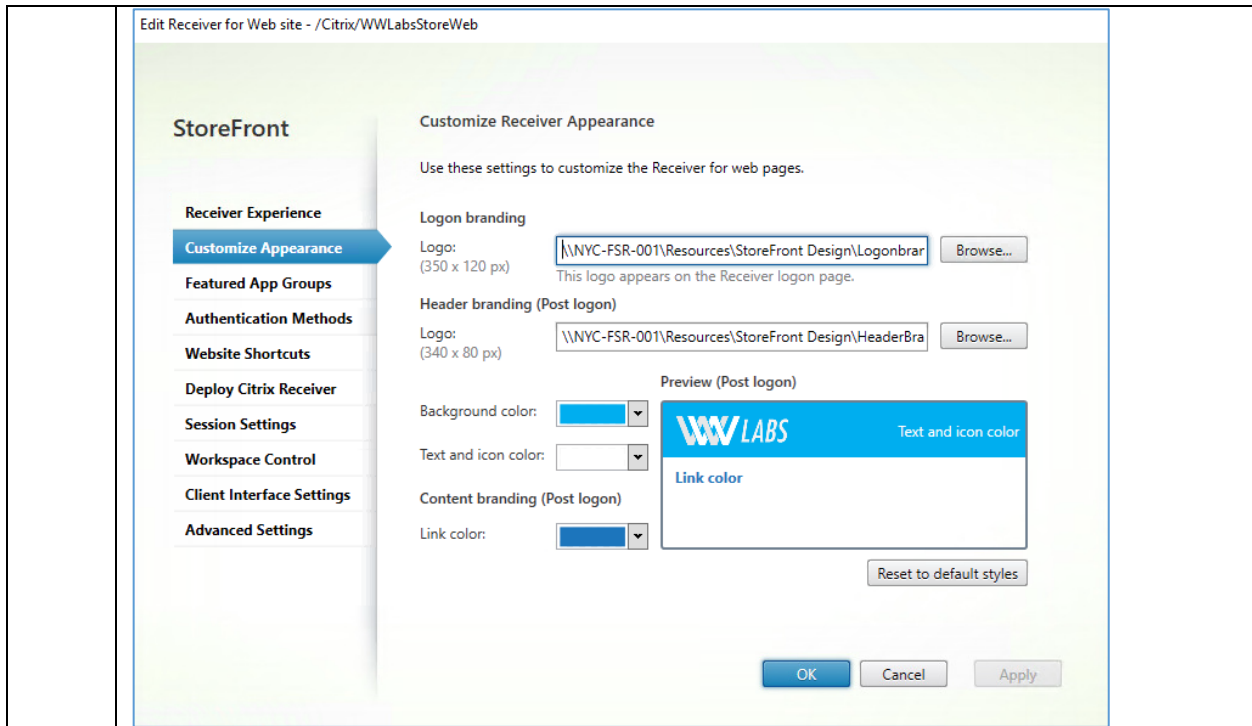 Edit Receiver for Web site - /Citrix/WWLabsStoreWeb
StoreFront
Receiver Experience
Customize Appearance
Featured App Groups
Authentication Methods
Website Shortcuts
Deploy Citrix Receiver
Session Settings
Workspace Control
Client Interface Settings
Advanced Settings
Customize Receiver Appearance
Use these settings to customize the Receiver for web pages.
Logon branding
Logo:
(350 x 120 px)
\\NYC-FSR-001\Resources\StoreFront Design\Logonbrar
Browse...
This logo appears on the Receiver logon page.
Header branding (Post logon)
Logo:
(340 x 80 px)
\\NYC-FSR-001\Resources\StoreFront Design\HeaderBra
Browse...
Background color:
Text and icon color:
Preview (Post logon)
WW LABS
Text and icon color
Link color
Content branding (Post logon)
Link color:
Reset to default styles
OK
Cancel
Apply